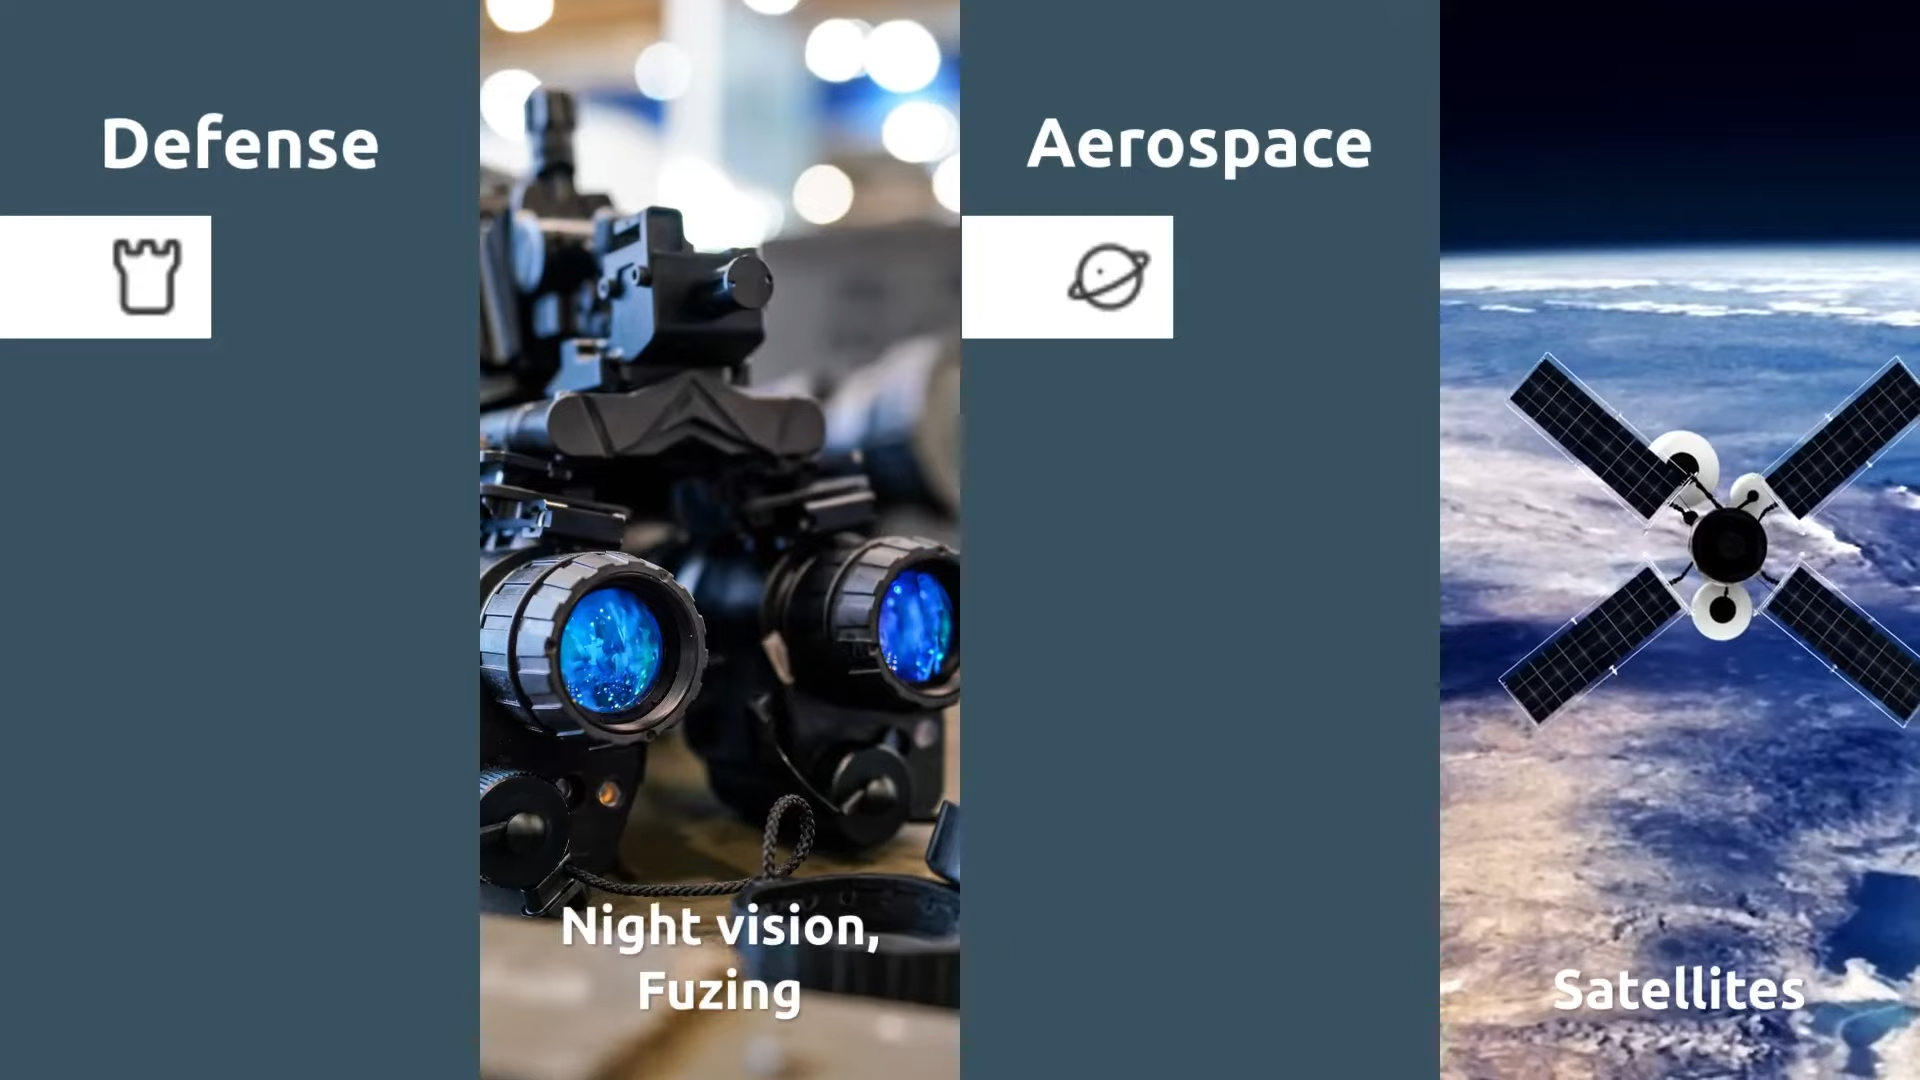 Defense
Night vision,
Fuzing
Aerospace
Satellites